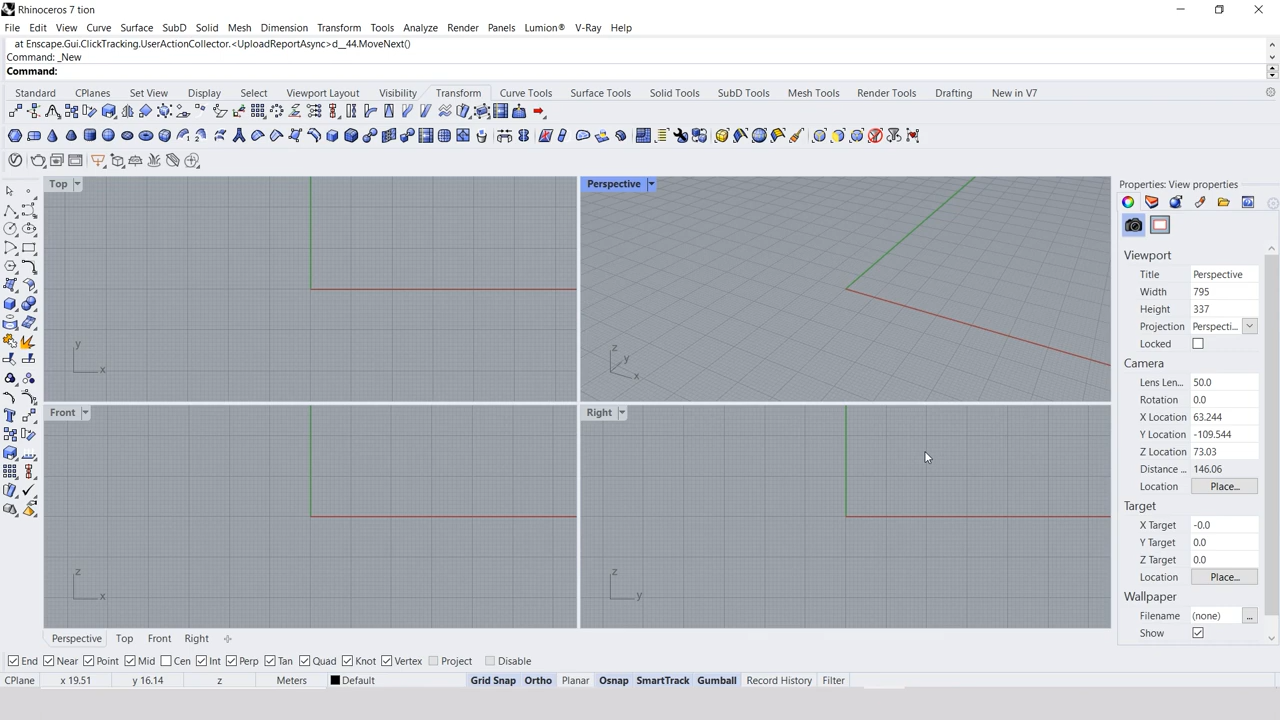 Rhinoceros 7 tion
File Edit View Curve Surface SubD Solid Mesh Dimension Transform Tools Analyze Render Panels Lumion® V-Ray Help
at Enscape.Gui.ClickTracking.UserActionCollector.<UploadReportAsync>d__44.MoveNext()
Command: _New
Command:
Standard CPlanes Set View Display Select Viewport Layout Visibility Transform Curve Tools Surface Tools Solid Tools SubD Tools Mesh Tools Render Tools Drafting New in V7
Top Perspective Properties: View properties
Viewport
Title Perspective
Width 795
Height 337
Projection Perspecti...
Locked
y x z y x
Camera
Lens Len... 50.0
Rotation 0.0
Front Right
X Location 63.244
Y Location -109.544
Z Location 73.03
Distance ... 146.06
Location Place...
Target
X Target -0.0
Y Target 0.0
Z Target 0.0
Location Place...
z x z y
Wallpaper
Filename (none) ...
Show
Perspective Top Front Right
End Near Point Mid Cen Int Perp Tan Quad Knot Vertex Project Disable
CPlane x 19.51 y 16.14 z Meters Default Grid Snap Ortho Planar Osnap SmartTrack Gumball Record History Filter